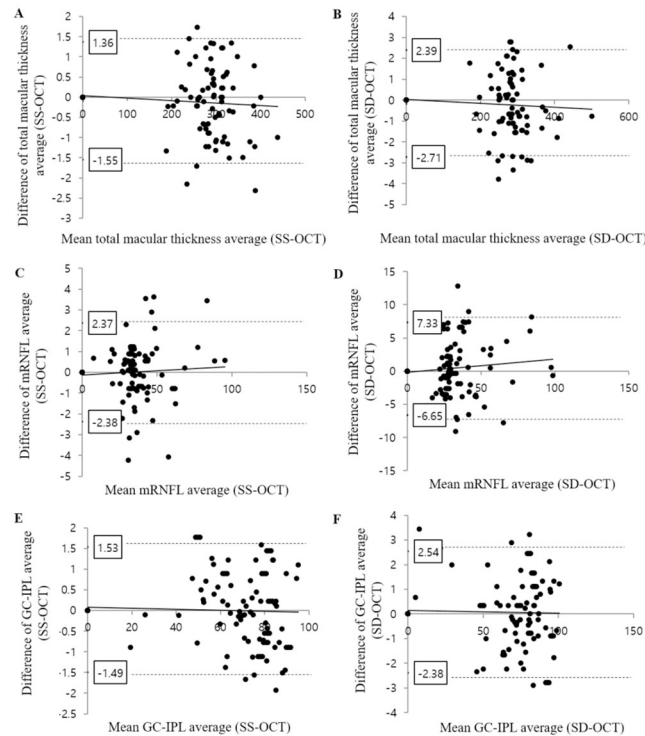 A
Difference of total macular thickness
average (SS-OCT)
2
1.5
1
0.5
0
-0.5
-1
-1.5
-2
-2.5
-3
1.36
-1.55
0 100 200 300 400 500
Mean total macular thickness average (SS-OCT)
B
Difference of total macular thickness
average (SD-OCT)
4
3
2
1
0
-1
-2
-3
-4
-5
2.39
-2.71
0 200 400 600
Mean total macular thickness average (SD-OCT)
C
Difference of mRNFL average
(SS-OCT)
5
4
3
2
1
0
-1
-2
-3
-4
-5
2.37
-2.38
0 50 100 150
Mean mRNFL average (SS-OCT)
D
Difference of mRNFL average
(SD-OCT)
15
10
5
0
-5
-10
-15
7.33
-6.65
0 50 100 150
Mean mRNFL average (SD-OCT)
E
Difference of GC-IPL average
(SS-OCT)
2
1.5
1
0.5
0
-0.5
-1
-1.5
-2
2.5
1.53
-1.49
0 20 40 60 80 100
Mean GC-IPL average (SS-OCT)
F
Difference of GC-IPL average
(SD-OCT)
4
3
2
1
0
-1
-2
-3
-4
2.54
-2.38
0 50 100 150
Mean GC-IPL average (SD-OCT)